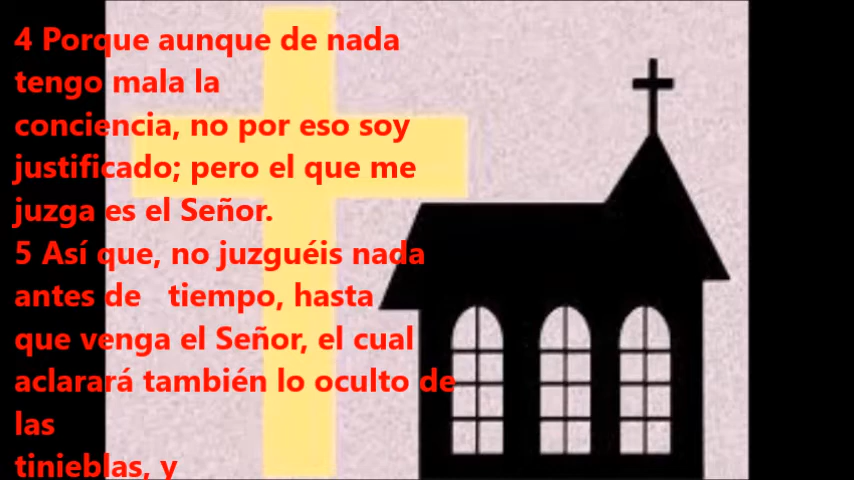 4 Porque aunque de nada
tengo mala la
conciencia, no por eso soy
justificado; pero el que me
juzga es el Señor.
5 Así que, no juzguéis nada
antes de   tiempo, hasta
que venga el Señor, el cual
aclarará también lo oculto de
las
tinieblas, y